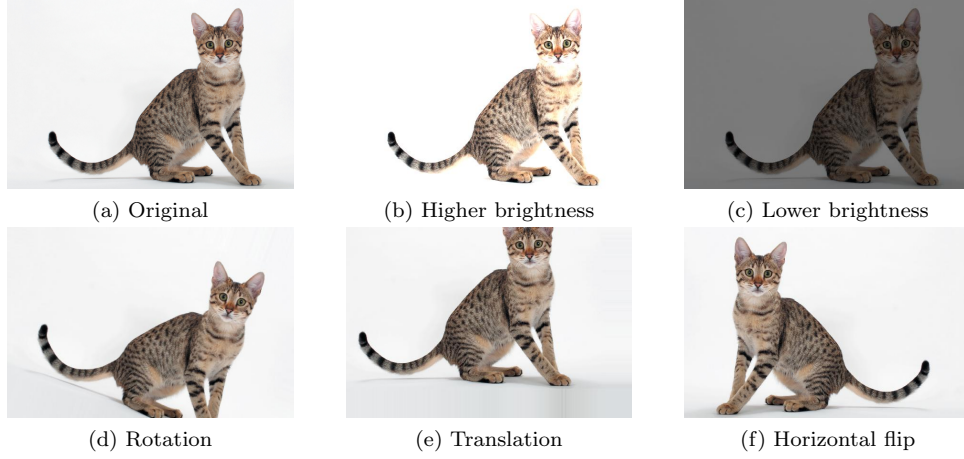 (a) Original
(b) Higher brightness
(c) Lower brightness
(d) Rotation
(e) Translation
(f) Horizontal flip